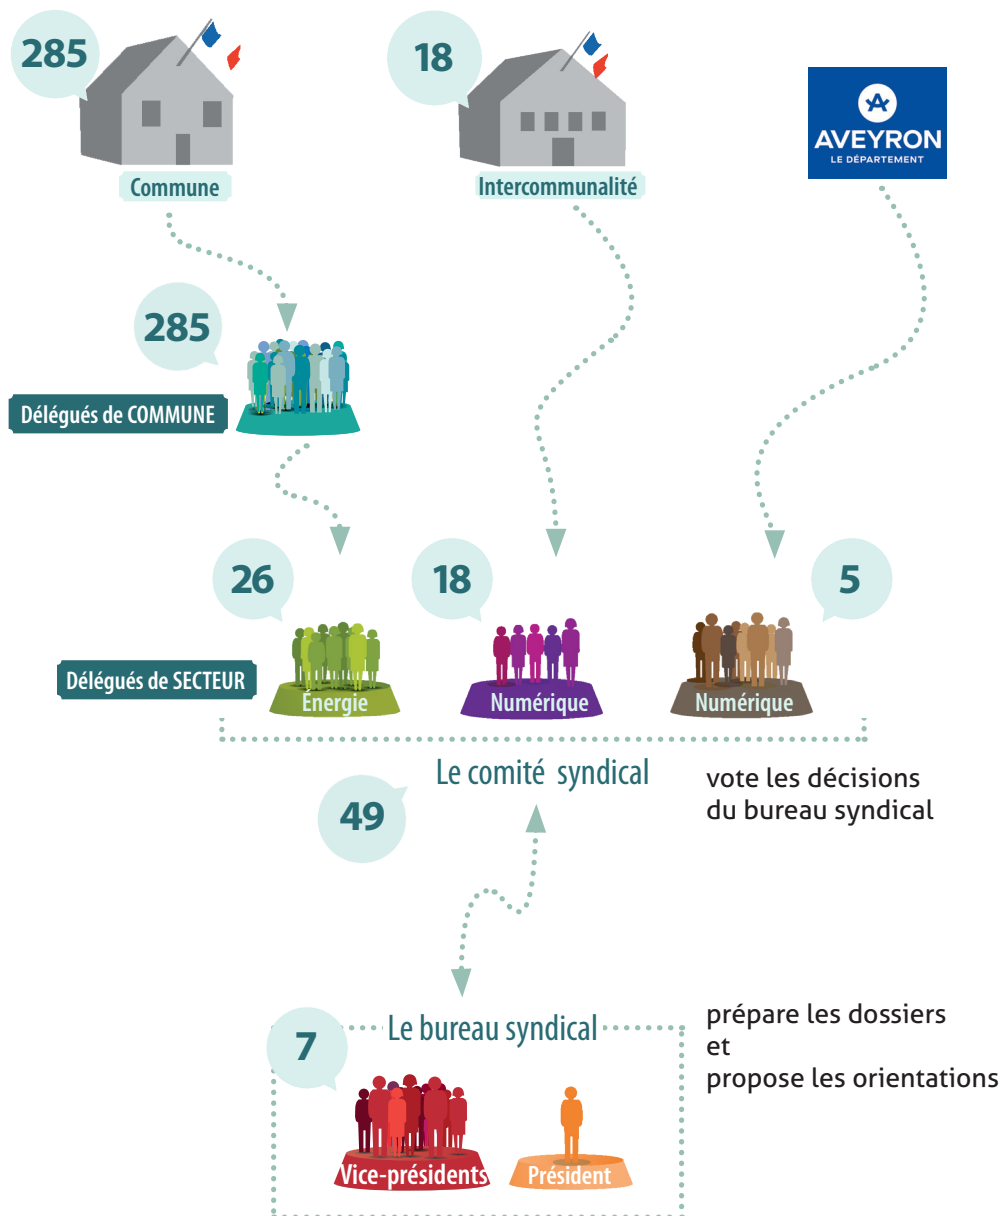 285
18
AVEYRON
LE DÉPARTEMENT
Commune
Intercommunalité
285
Délégués de COMMUNE
26
18
5
Délégués de SECTEUR
Énergie
Numérique
Numérique
Le comité syndical
vote les décisions
du bureau syndical
49
Le bureau syndical
7
prépare les dossiers
et
propose les orientations
Vice-présidents
Président